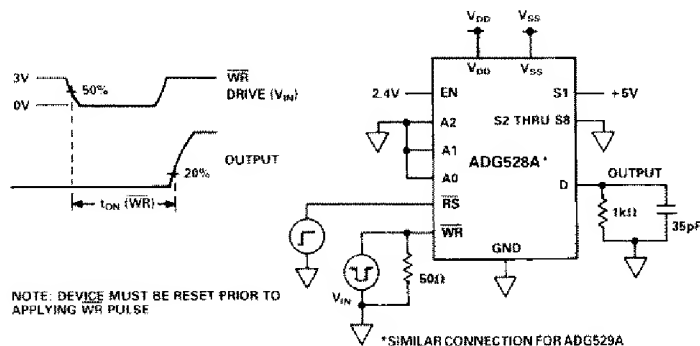 3V
0V
50%
WR
DRIVE (VIN)
OUTPUT
20%
tON (WR)
NOTE: DEVICE MUST BE RESET PRIOR TO
APPLYING WR PULSE
VDD VSS
VDD VSS
2.4V
EN
A2
A1
A0
RS
WR
ADG528A*
S1
+5V
S2 THRU S8
D
OUTPUT
GND
1kΩ
35pF
VIN
50Ω
*SIMILAR CONNECTION FOR ADG529A